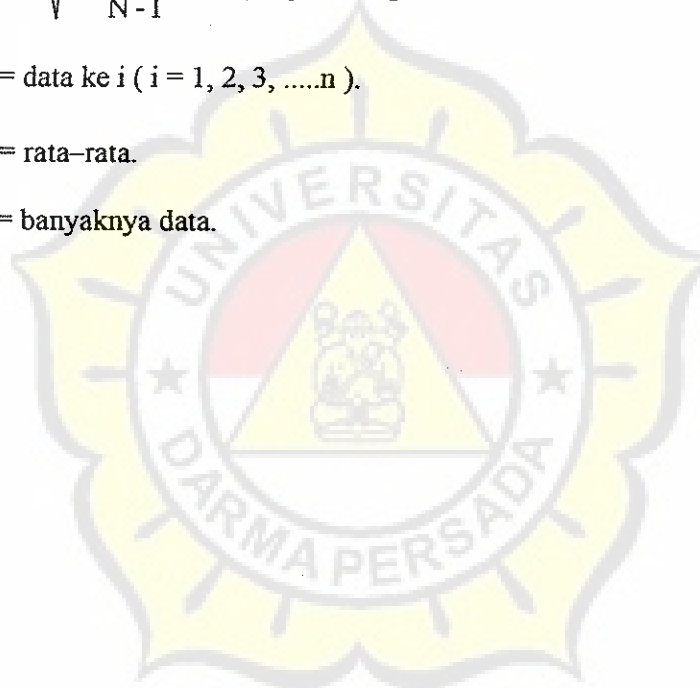 √ N - 1
= data ke i ( i = 1, 2, 3, .....n ).
= rata–rata.
= banyaknya data.
UNIVERSITAS
DARMA PERSADA